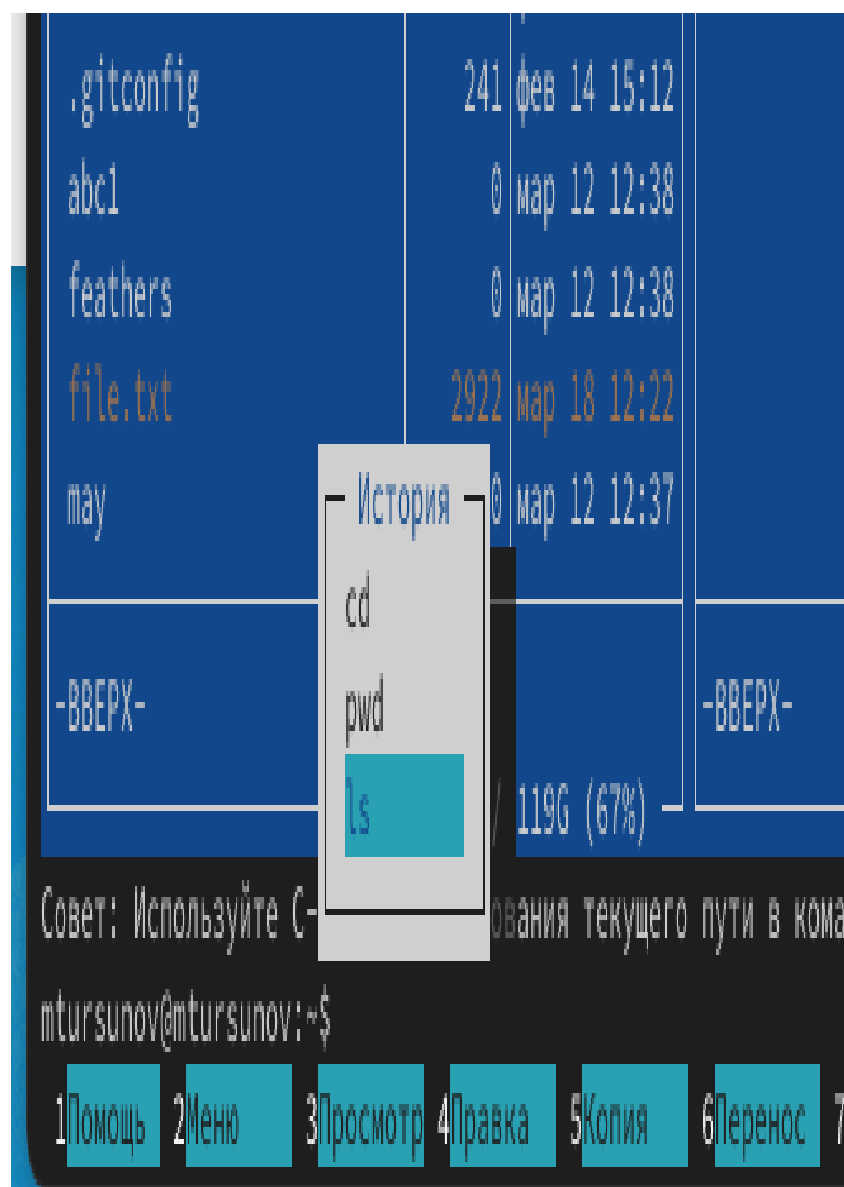 .gitconfig 241 фев 14 15:12
abc1 0 мар 12 12:38
feathers 0 мар 12 12:38
file.txt 2922 мар 18 12:22
may 0 мар 12 12:37
История
cd
pwd
ls
-ВВЕРХ- -ВВЕРХ-
/ 119G (67%)
Совет: Используйте C- ования текущего пути в кома
mtursunov@mtursunov:~$
1Помощь 2Меню 3Просмотр 4Правка 5Копия 6Перенос 7